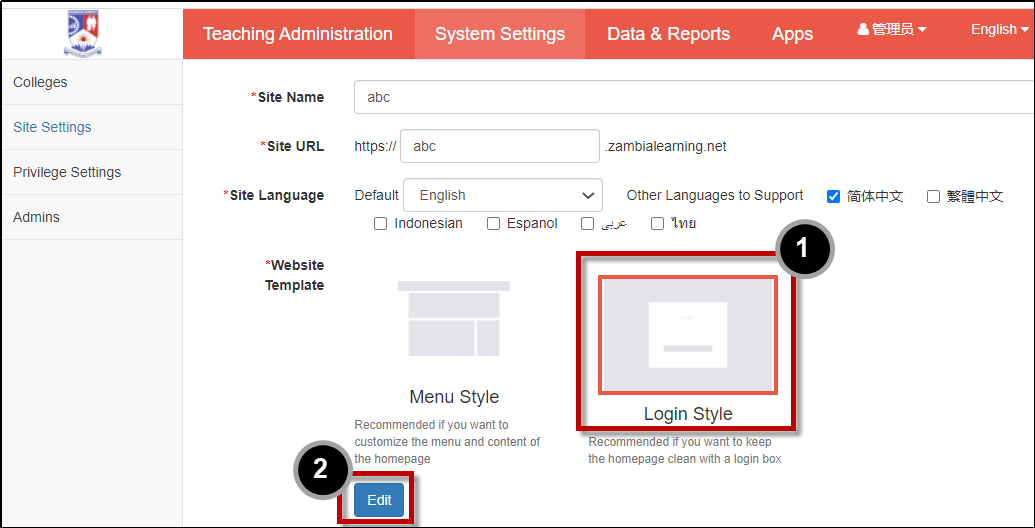 Teaching Administration System Settings Data & Reports Apps 管理员 English
Colleges
Site Settings
Privilege Settings
Admins
*Site Name abc
*Site URL https:// abc .zambialearning.net
*Site Language Default English Other Languages to Support 简体中文 繁體中文
Indonesian Espanol عربى ไทย
*Website
Template
1
Login
Menu Style
Recommended if you want to
customize the menu and content of
the homepage
Login Style
Recommended if you want to keep
the homepage clean with a login box
2
Edit